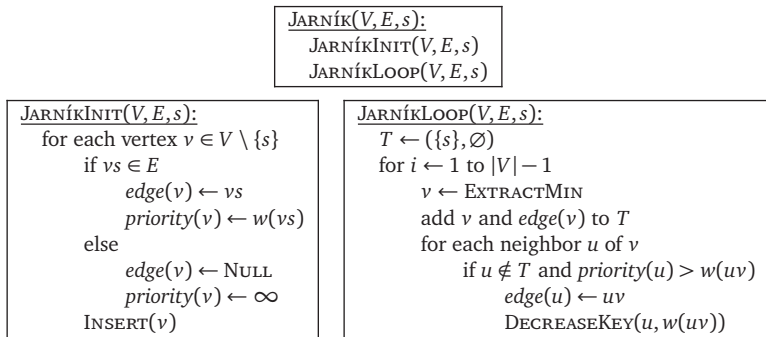 JARNÍK(V, E, s):
JARNÍKINIT(V, E, s)
JARNÍKLOOP(V, E, s)
JARNÍKINIT(V, E, s):
for each vertex v ∈ V \ {s}
if vs ∈ E
edge(v) ← vs
priority(v) ← w(vs)
else
edge(v) ← NULL
priority(v) ← ∞
INSERT(v)
JARNÍKLOOP(V, E, s):
T ← ({s}, ∅)
for i ← 1 to |V| − 1
v ← EXTRACTMIN
add v and edge(v) to T
for each neighbor u of v
if u ∉ T and priority(u) > w(uv)
edge(u) ← uv
DECREASEKEY(u, w(uv))